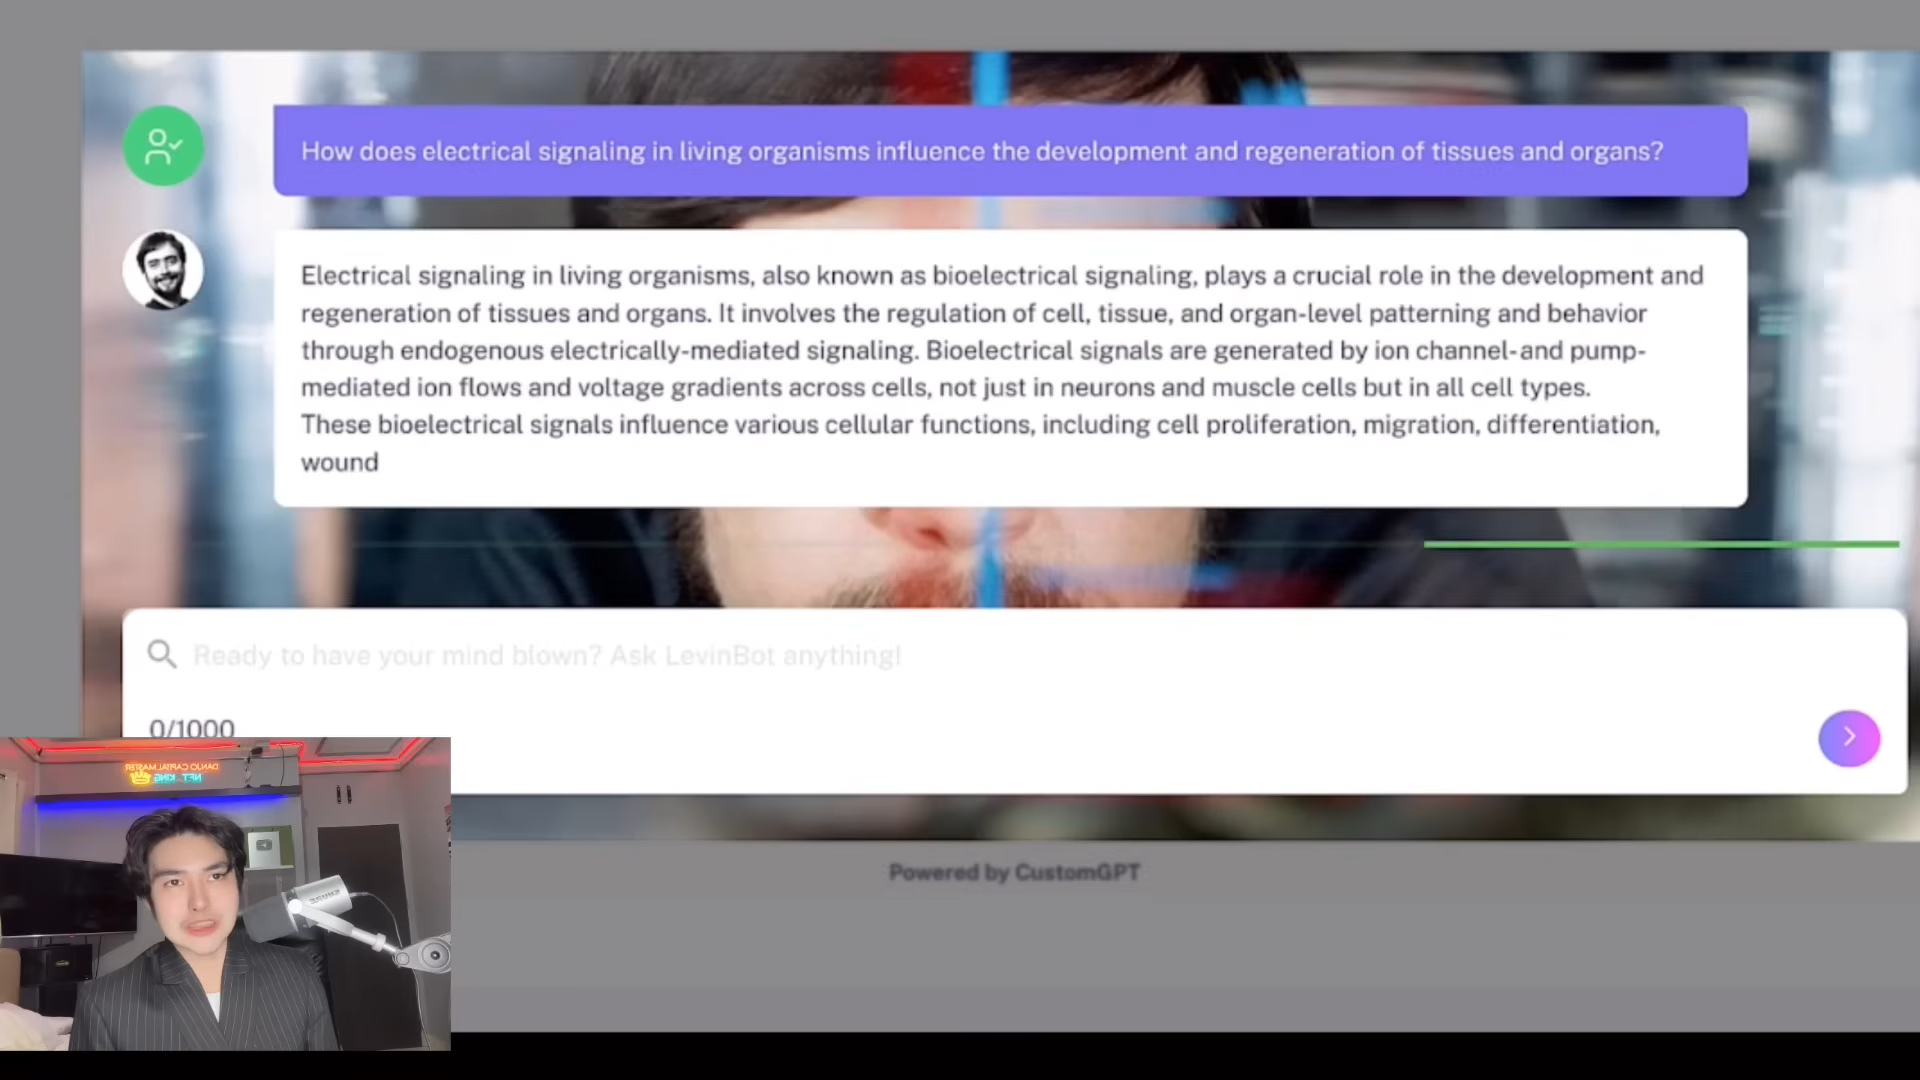 How does electrical signaling in living organisms influence the development and regeneration of tissues and organs?
Electrical signaling in living organisms, also known as bioelectrical signaling, plays a crucial role in the development and
regeneration of tissues and organs. It involves the regulation of cell, tissue, and organ-level patterning and behavior
through endogenous electrically-mediated signaling. Bioelectrical signals are generated by ion channel-and pump-
mediated ion flows and voltage gradients across cells, not just in neurons and muscle cells but in all cell types.
These bioelectrical signals influence various cellular functions, including cell proliferation, migration, differentiation,
wound
Ready to have your mind blown? Ask LevinBot anything!
0/1000
DANJO CAPITALMASTER
NFT KING
Powered by CustomGPT